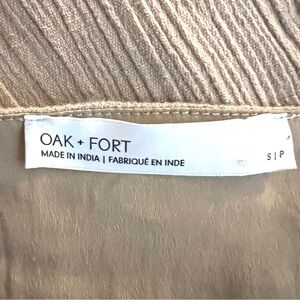 OAK + FORT
MADE IN INDIA | FABRIQUÉ EN INDE
S | P